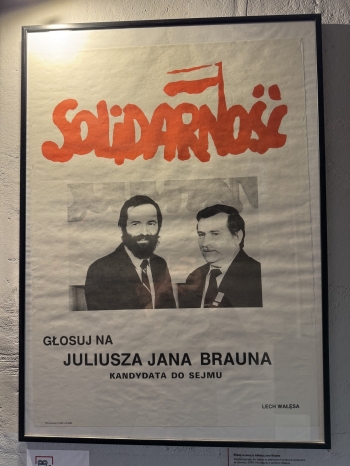 SOLIDARNOŚĆ
GŁOSUJ NA
JULIUSZA JANA BRAUNA
KANDYDATA DO SEJMU
LECH WAŁĘSA